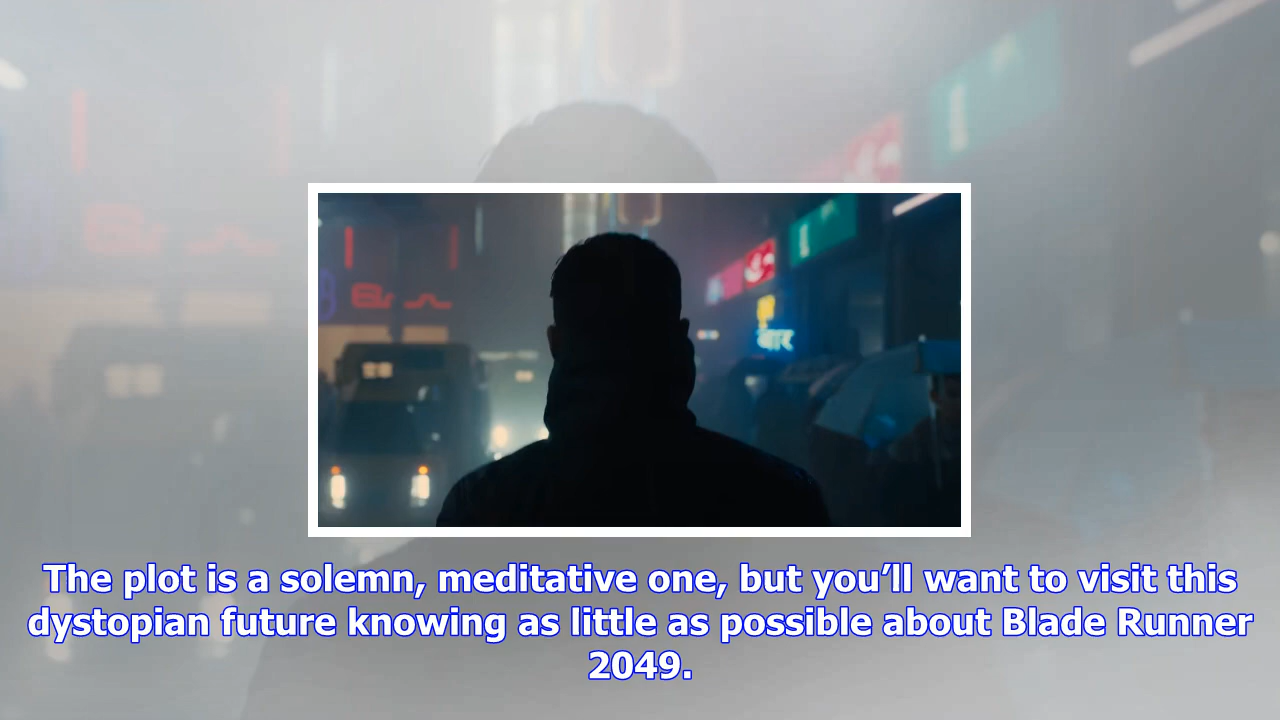 बार
The plot is a solemn, meditative one, but you’ll want to visit this
dystopian future knowing as little as possible about Blade Runner
2049.